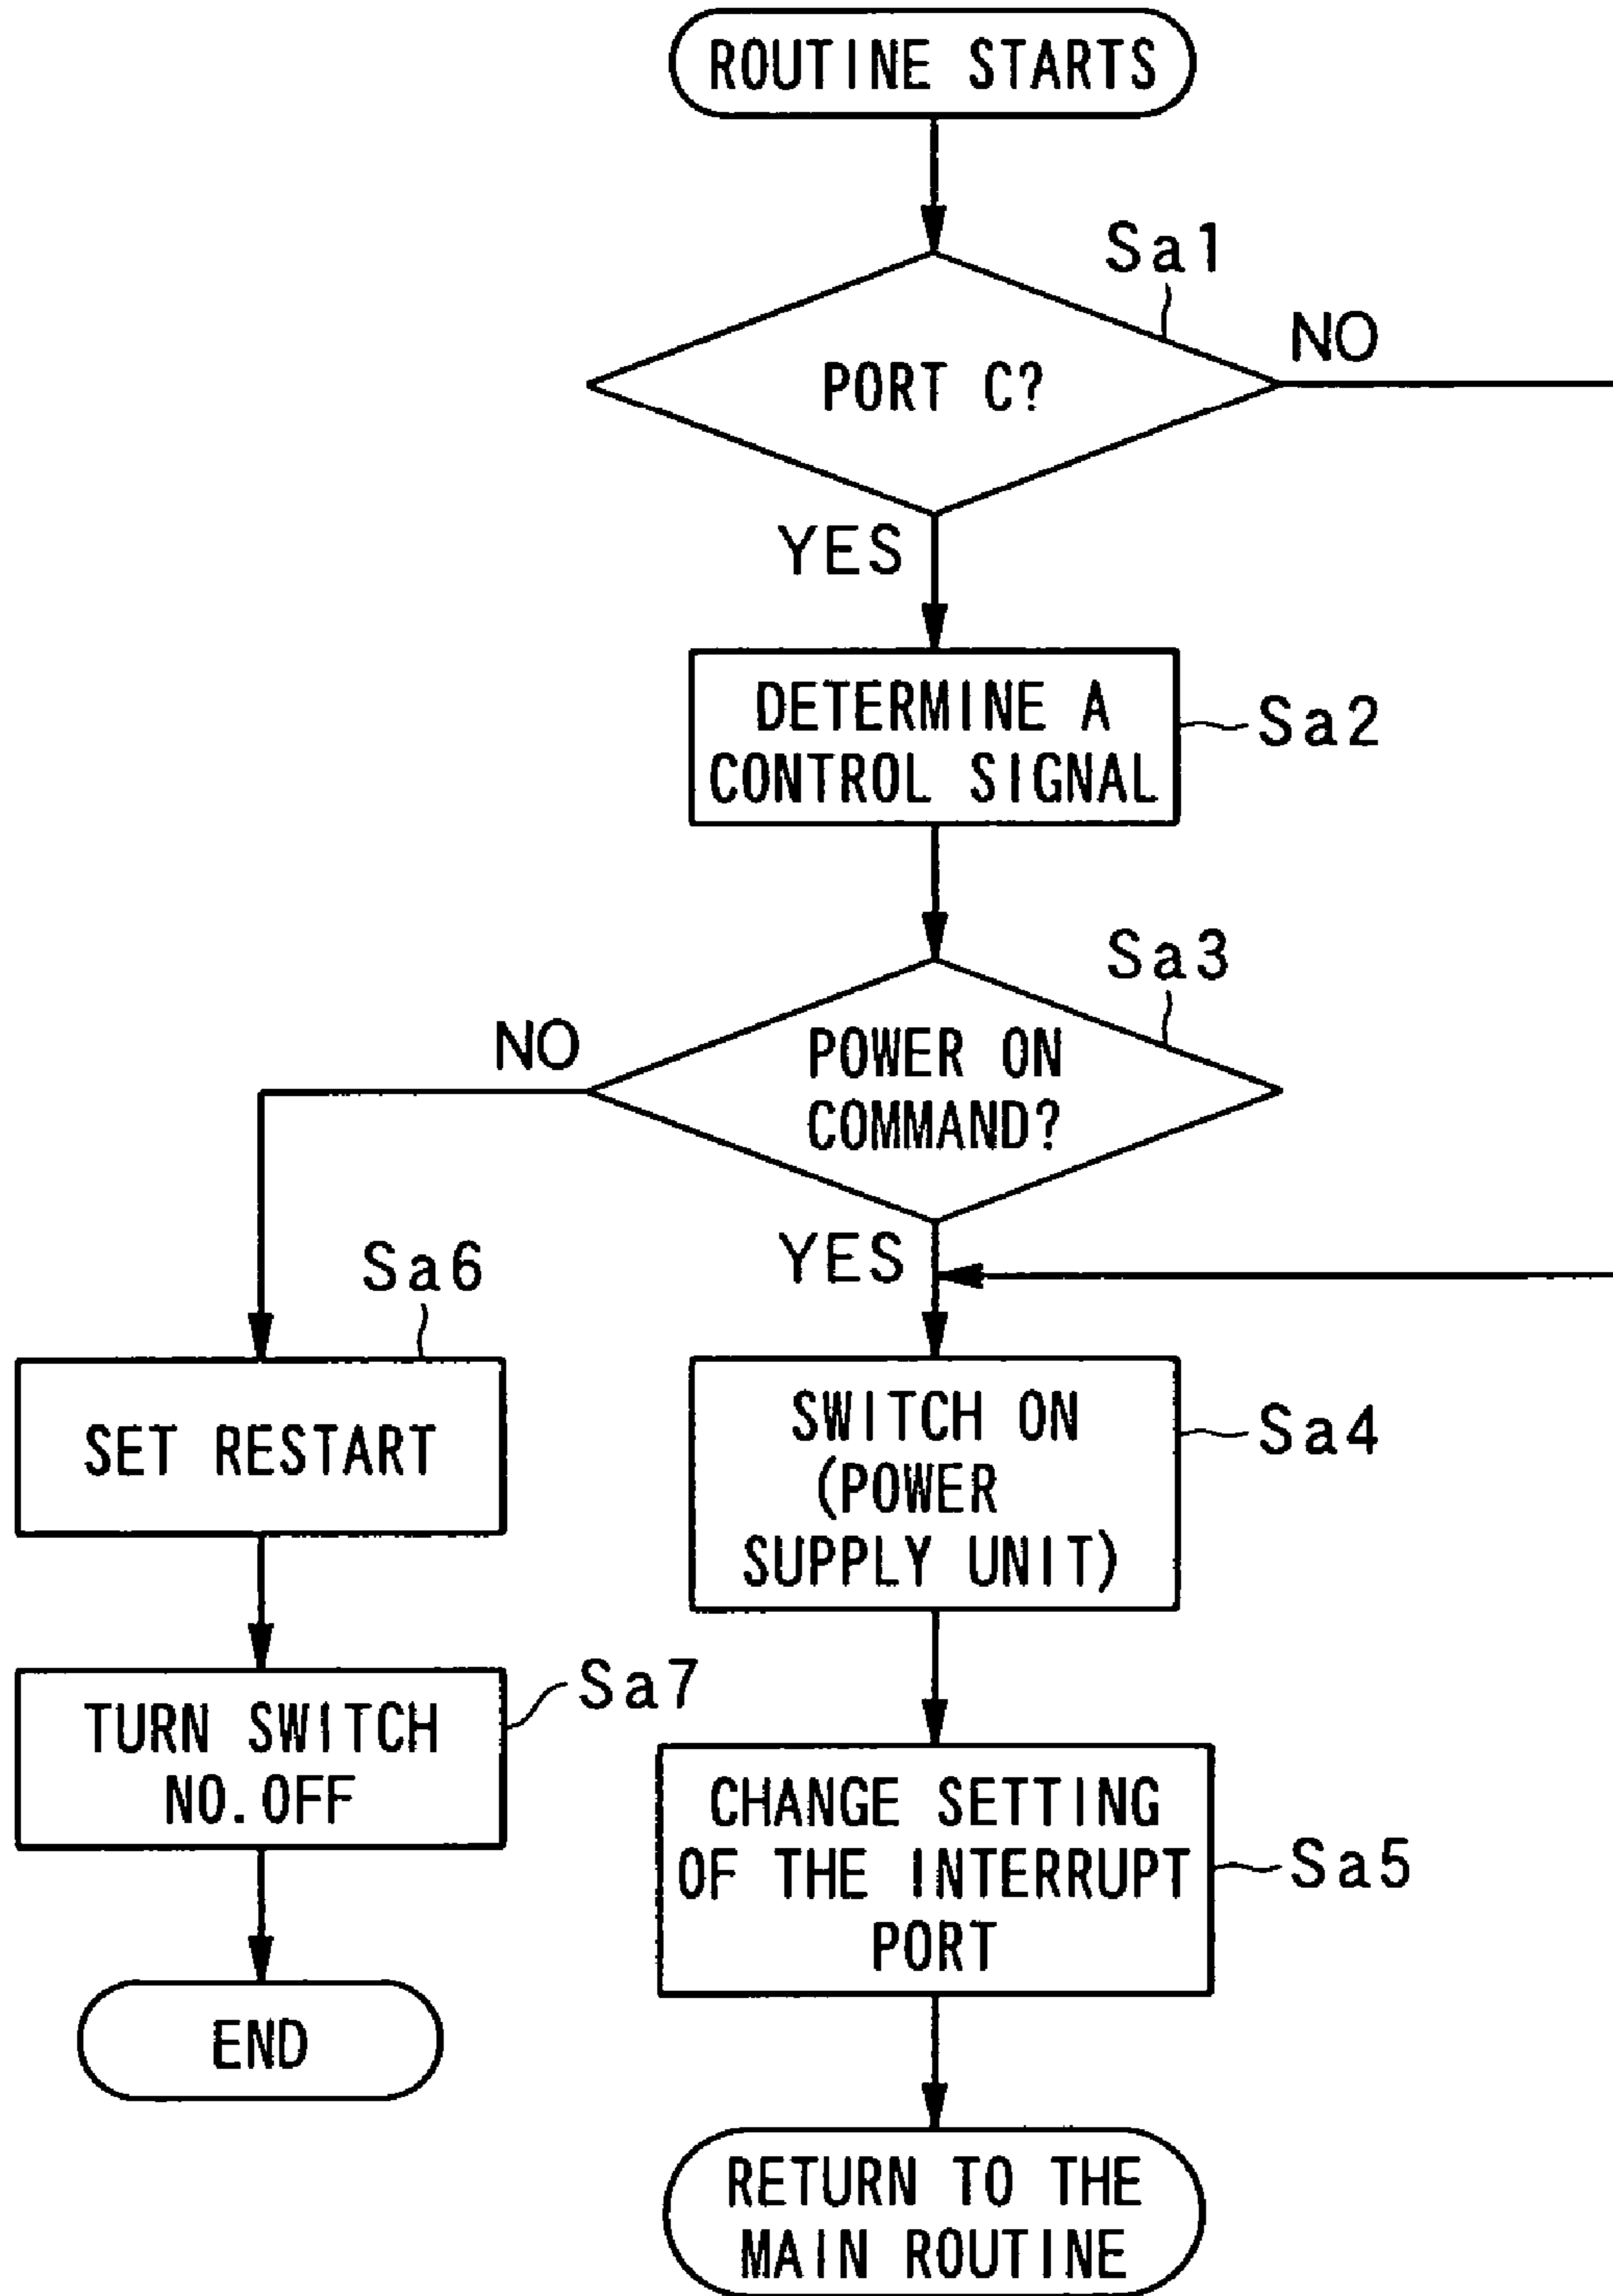 ROUTINE STARTS
Sa1
PORT C?
NO
YES
DETERMINE A
CONTROL SIGNAL
Sa2
Sa3
POWER ON
COMMAND?
NO
YES
Sa6
SET RESTART
SWITCH ON
(POWER
SUPPLY UNIT)
Sa4
Sa7
TURN SWITCH
NO.OFF
CHANGE SETTING
OF THE INTERRUPT
PORT
Sa5
END
RETURN TO THE
MAIN ROUTINE